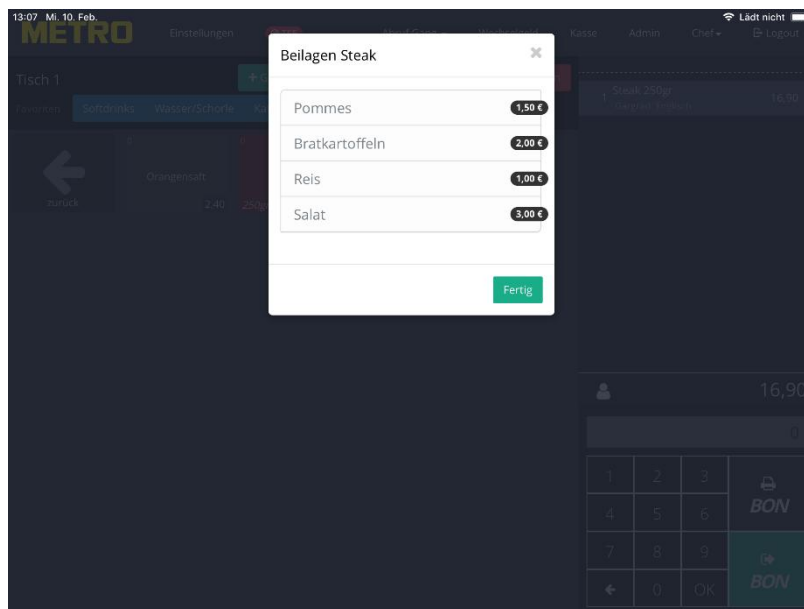 13:07 Mi. 10. Feb.
Lädt nicht
METRO
Einstellungen
Kasse
Admin
Chef
Logout
Beilagen Steak
Tisch 1
Pommes 1,50 €
Bratkartoffeln 2,00 €
Reis 1,00 €
Salat 3,00 €
Fertig
Favoriten
Softdrinks
Wasser/Schorle
1 Steak 250gr 16,90
zurück
Orangensaft
2,40
16,90
0
1 2 3
BON
4 5 6
7 8 9
BON
0 OK